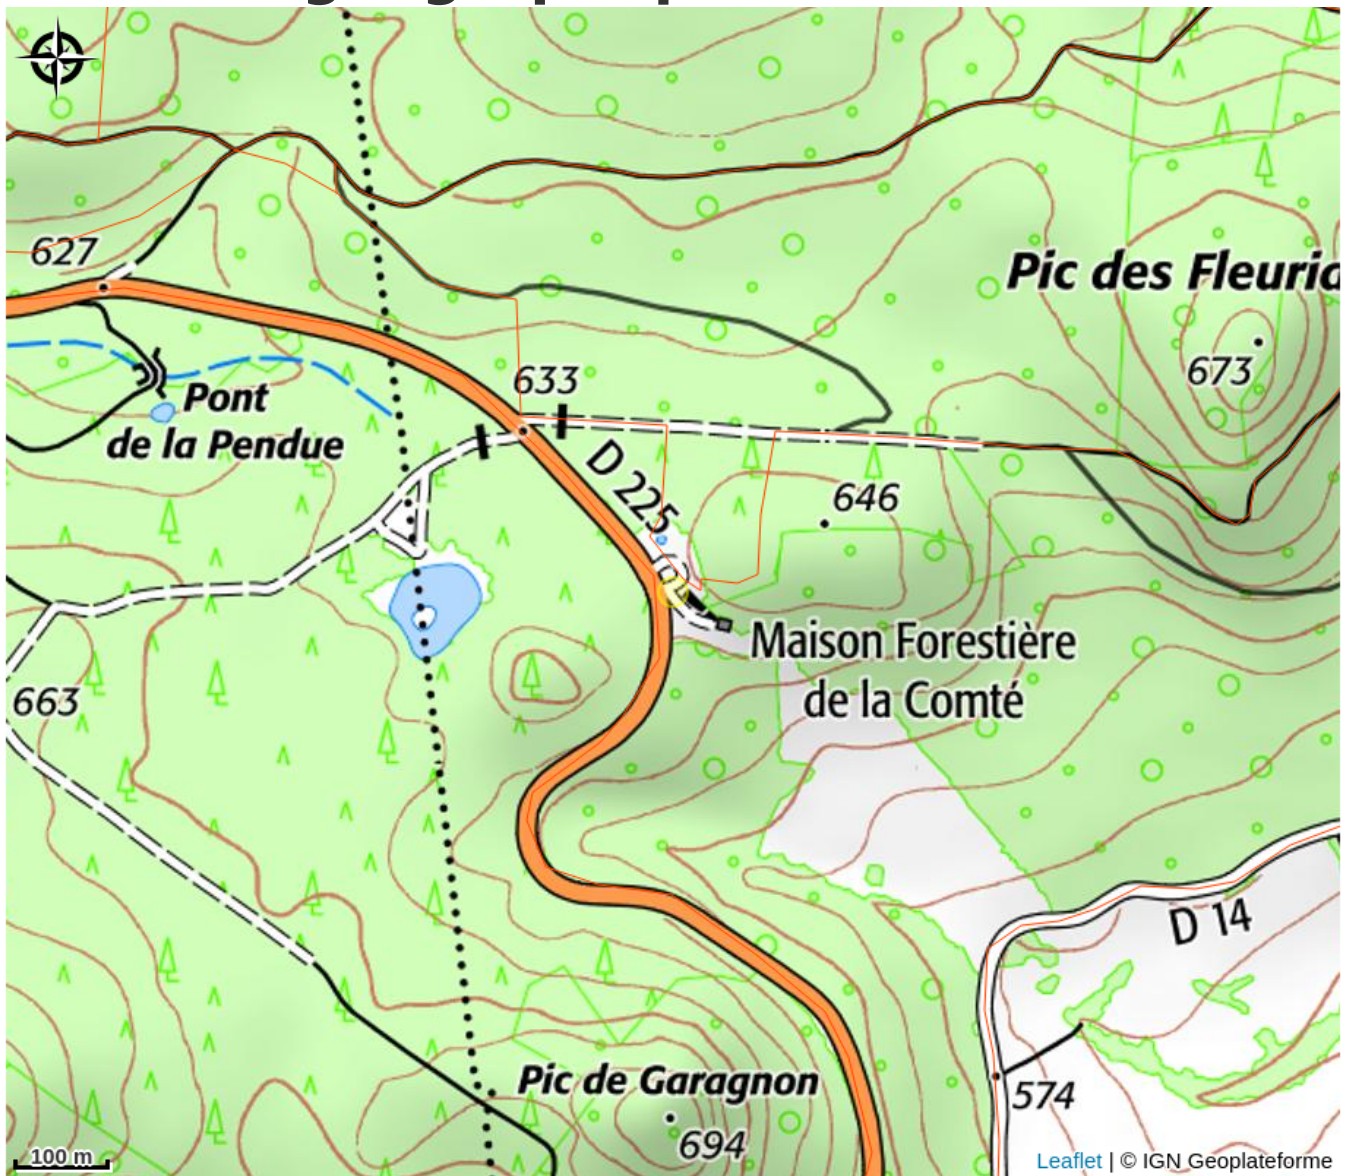 627
Pic des Fleurid
673
633
Pont
de la Pendue
D 225
646
Maison Forestière
de la Comté
663
D 14
Pic de Garagnon
694
574
100 m
Leaflet | © IGN Geoplateforme